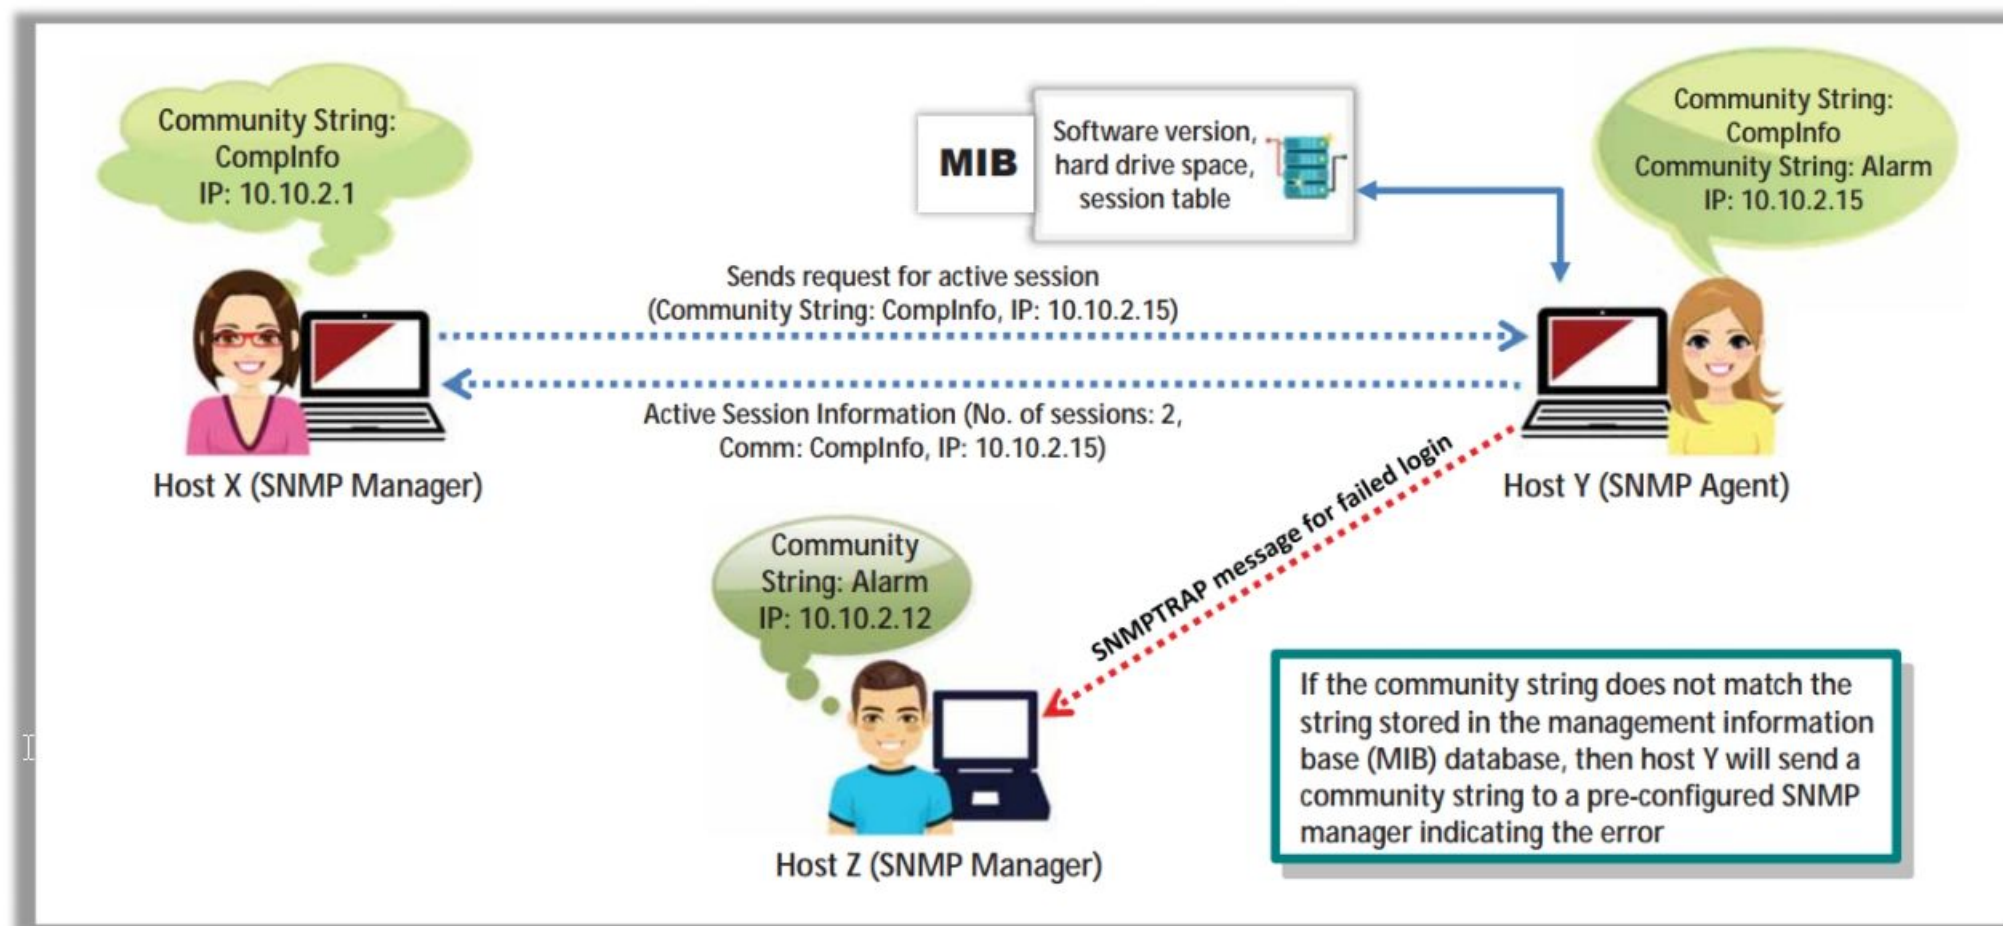 Community String:
CompInfo
IP: 10.10.2.1
MIB
Software version,
hard drive space,
session table
Community String:
CompInfo
Community String: Alarm
IP: 10.10.2.15
Sends request for active session
(Community String: CompInfo, IP: 10.10.2.15)
Active Session Information (No. of sessions: 2,
Comm: CompInfo, IP: 10.10.2.15)
Host X (SNMP Manager)
Host Y (SNMP Agent)
SNMPTRAP message for failed login
Community
String: Alarm
IP: 10.10.2.12
Host Z (SNMP Manager)
If the community string does not match the
string stored in the management information
base (MIB) database, then host Y will send a
community string to a pre-configured SNMP
manager indicating the error